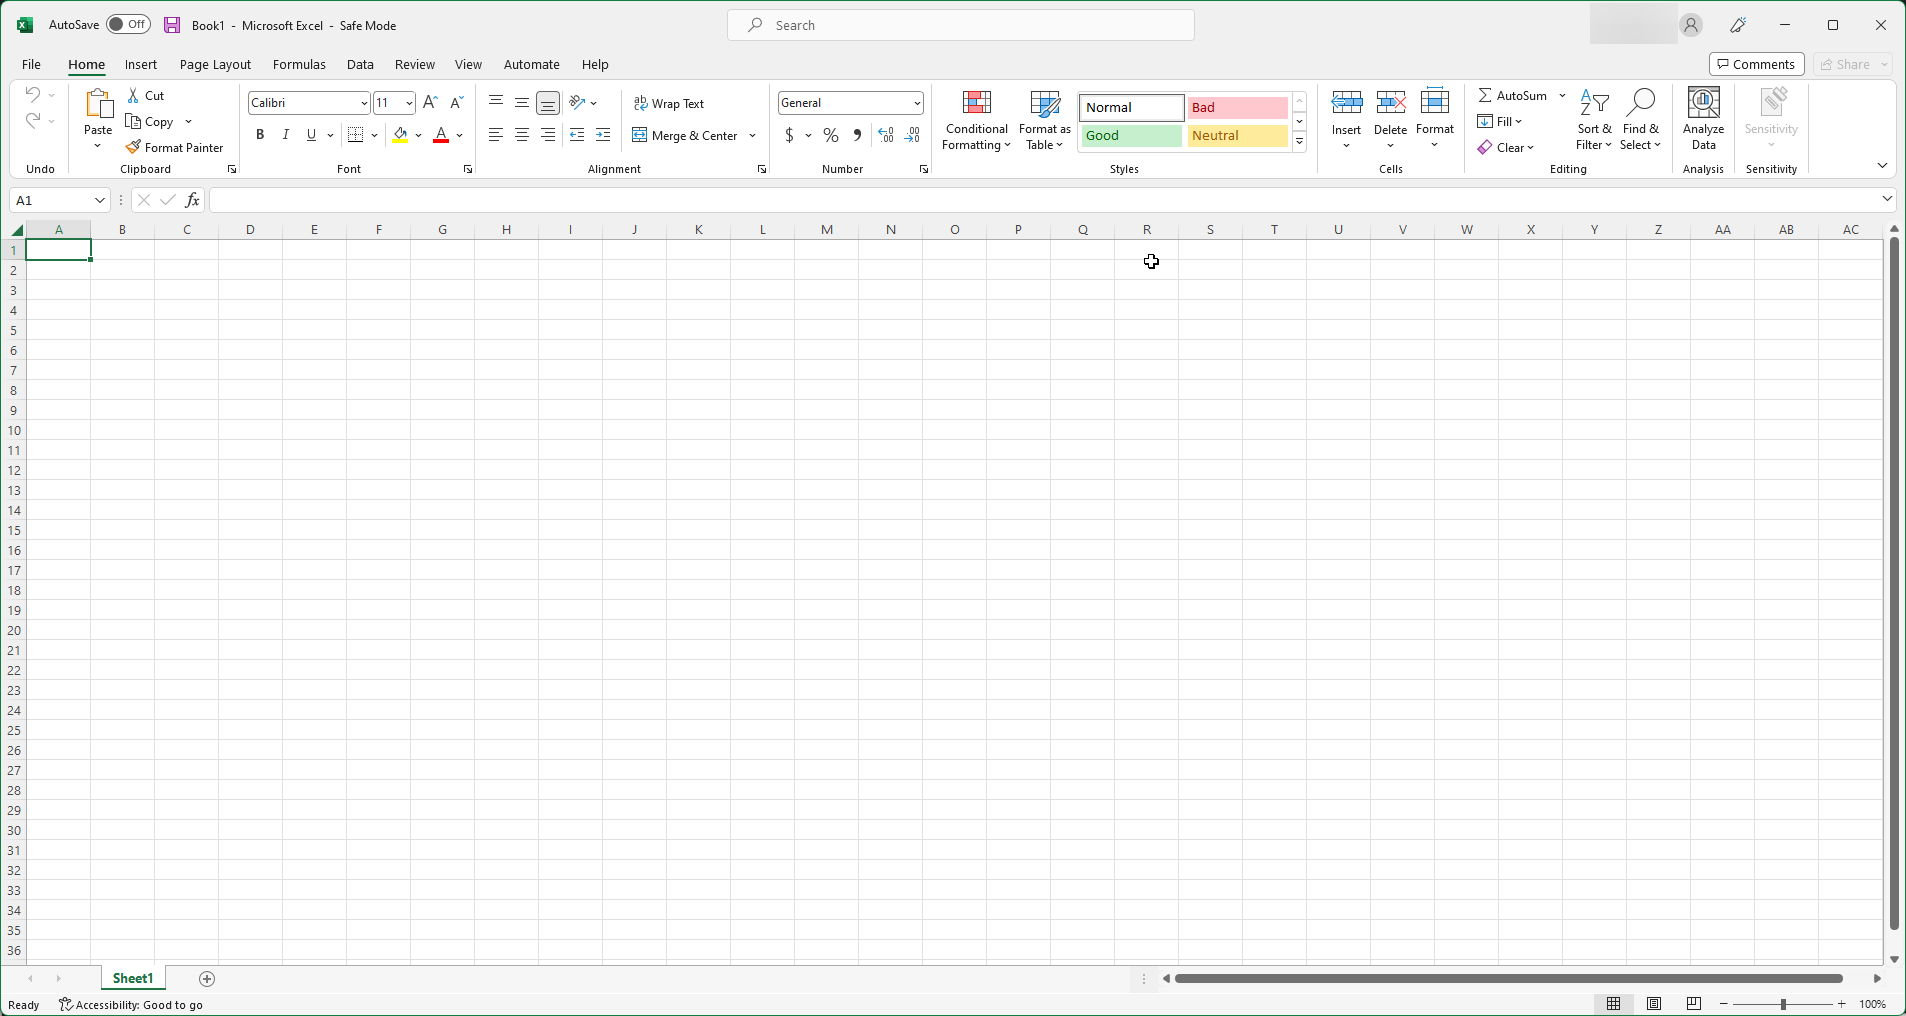 AutoSave Off Book1 - Microsoft Excel - Safe Mode Search
File Home Insert Page Layout Formulas Data Review View Automate Help Comments Share
Paste
Cut
Copy
Format Painter
Calibri 11 A A
B I U A
ab Wrap Text
Merge & Center
General
$ % , .00
Conditional Formatting
Format as Table
Normal Bad
Good Neutral
Insert Delete Format
AutoSum
Fill
Clear
Sort & Filter
Find & Select
Analyze Data
Sensitivity
Undo Clipboard Font Alignment Number Styles Cells Editing Analysis Sensitivity
A1 fx
A B C D E F G H I J K L M N O P Q R S T U V W X Y Z AA AB AC
1
2
3
4
5
6
7
8
9
10
11
12
13
14
15
16
17
18
19
20
21
22
23
24
25
26
27
28
29
30
31
32
33
34
35
36
Sheet1
Ready Accessibility: Good to go 100%